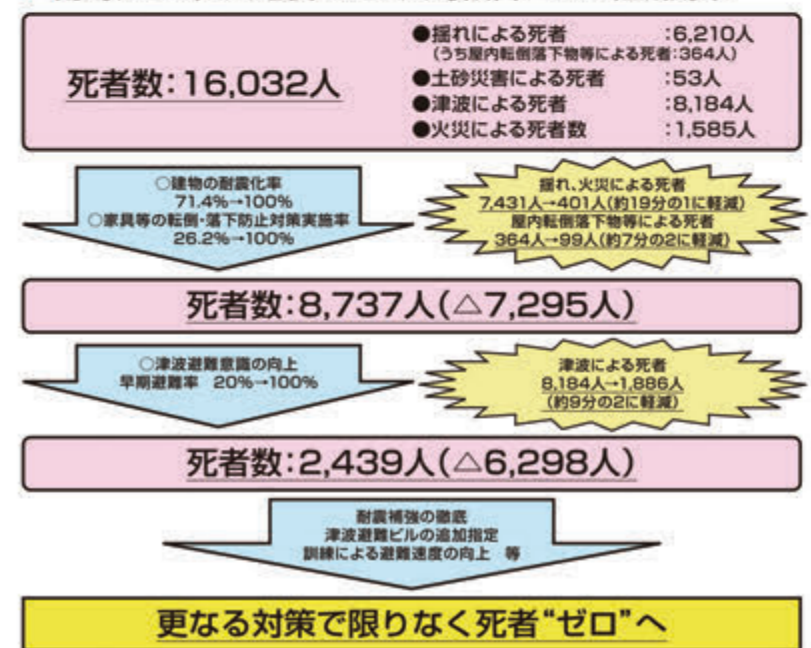 死者数:16,032人
●揺れによる死者 :6,210人
(うち屋内転倒落下物等による死者:364人)
●土砂災害による死者 :53人
●津波による死者 :8,184人
●火災による死者数 :1,585人
○建物の耐震化率
71.4%→100%
○家具等の転倒・落下防止対策実施率
26.2%→100%
揺れ、火災による死者
7,431人→401人(約19分の1に軽減)
屋内転倒落下物等による死者
364人→99人(約7分の2に軽減)
死者数:8,737人(△7,295人)
○津波避難意識の向上
早期避難率 20%→100%
津波による死者
8,184人→1,886人
(約9分の2に軽減)
死者数:2,439人(△6,298人)
耐震補強の徹底
津波避難ビルの追加指定
訓練による避難速度の向上 等
更なる対策で限りなく死者“ゼロ”へ